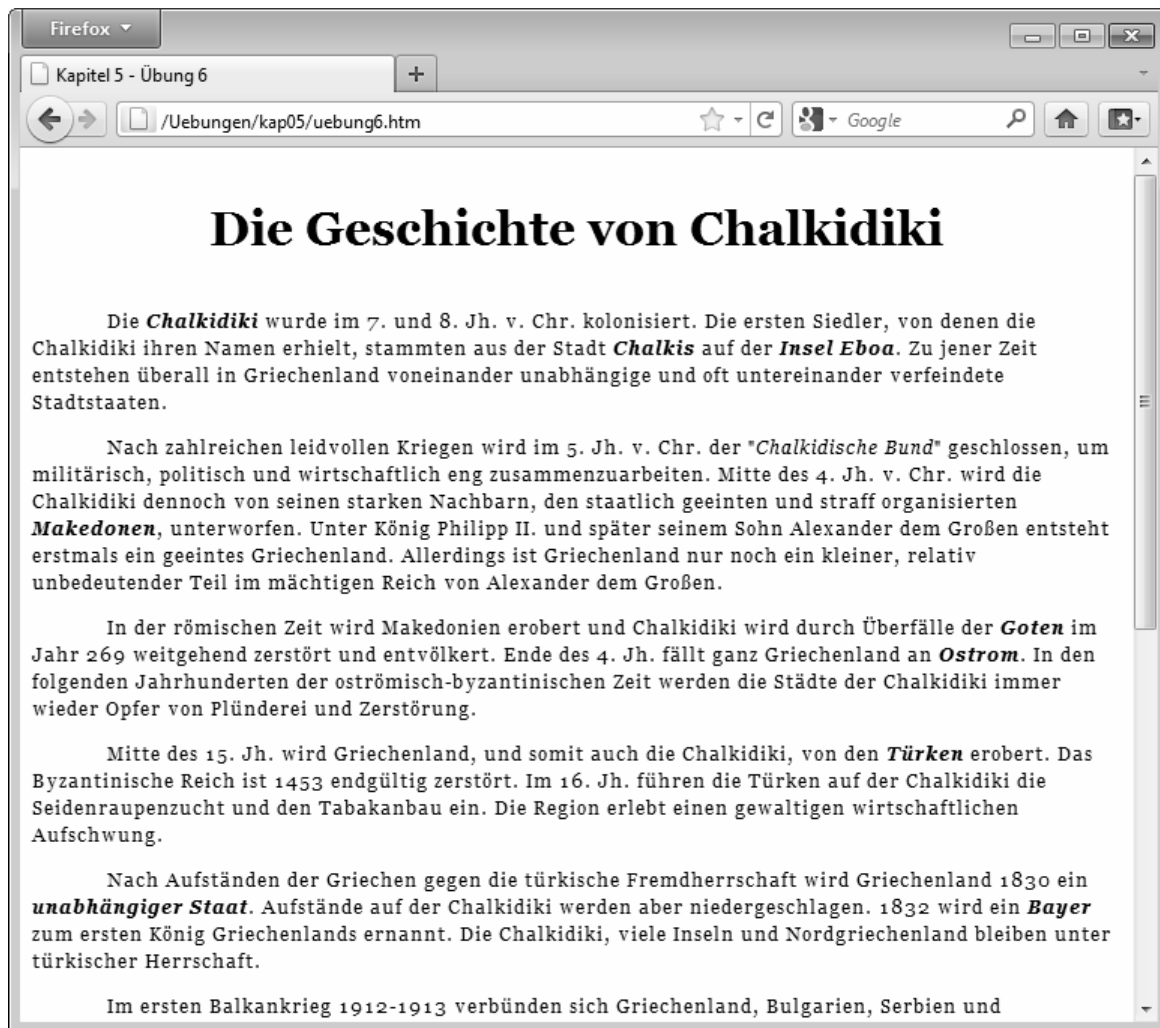 Firefox
Kapitel 5 - Übung 6
/Uebungen/kap05/uebung6.htm
Google
Die Geschichte von Chalkidiki
Die Chalkidiki wurde im 7. und 8. Jh. v. Chr. kolonisiert. Die ersten Siedler, von denen die
Chalkidiki ihren Namen erhielt, stammten aus der Stadt Chalkis auf der Insel Eboa. Zu jener Zeit
entstehen überall in Griechenland voneinander unabhängige und oft untereinander verfeindete
Stadtstaaten.
Nach zahlreichen leidvollen Kriegen wird im 5. Jh. v. Chr. der "Chalkidische Bund" geschlossen, um
militärisch, politisch und wirtschaftlich eng zusammenzuarbeiten. Mitte des 4. Jh. v. Chr. wird die
Chalkidiki dennoch von seinen starken Nachbarn, den staatlich geeinten und straff organisierten
Makedonen, unterworfen. Unter König Philipp II. und später seinem Sohn Alexander dem Großen entsteht
erstmals ein geeintes Griechenland. Allerdings ist Griechenland nur noch ein kleiner, relativ
unbedeutender Teil im mächtigen Reich von Alexander dem Großen.
In der römischen Zeit wird Makedonien erobert und Chalkidiki wird durch Überfälle der Goten im
Jahr 269 weitgehend zerstört und entvölkert. Ende des 4. Jh. fällt ganz Griechenland an Ostrom. In den
folgenden Jahrhunderten der oströmisch-byzantinischen Zeit werden die Städte der Chalkidiki immer
wieder Opfer von Plünderei und Zerstörung.
Mitte des 15. Jh. wird Griechenland, und somit auch die Chalkidiki, von den Türken erobert. Das
Byzantinische Reich ist 1453 endgültig zerstört. Im 16. Jh. führen die Türken auf der Chalkidiki die
Seidenraupenzucht und den Tabakanbau ein. Die Region erlebt einen gewaltigen wirtschaftlichen
Aufschwung.
Nach Aufständen der Griechen gegen die türkische Fremdherrschaft wird Griechenland 1830 ein
unabhängiger Staat. Aufstände auf der Chalkidiki werden aber niedergeschlagen. 1832 wird ein Bayer
zum ersten König Griechenlands ernannt. Die Chalkidiki, viele Inseln und Nordgriechenland bleiben unter
türkischer Herrschaft.
Im ersten Balkankrieg 1912-1913 verbünden sich Griechenland, Bulgarien, Serbien und